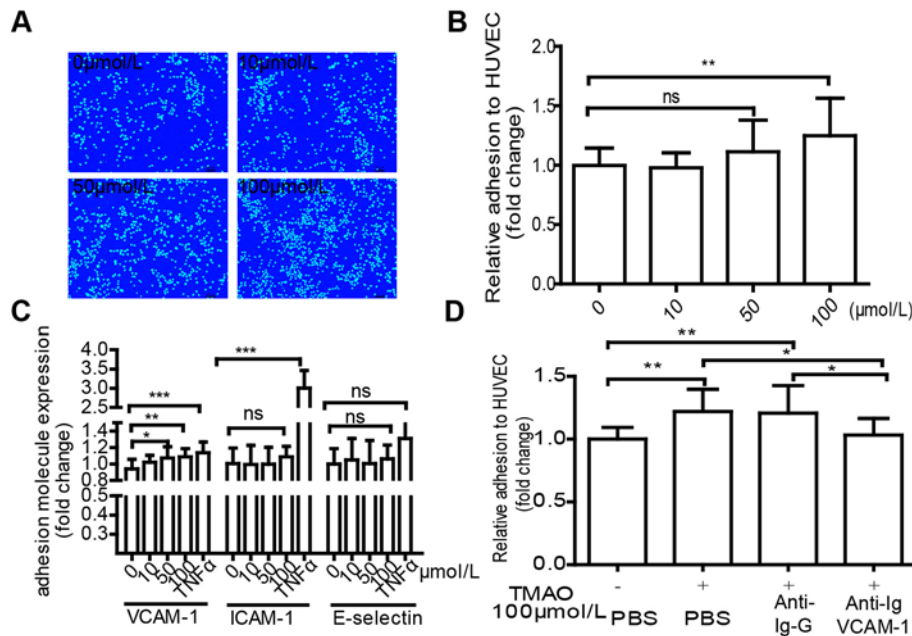 A
0μmol/L
10μmol/L
50μmol/L
100μmol/L
B
Relative adhesion to HUVEC
(fold change)
2.0
1.5
1.0
0.5
0.0
**
ns
0
10
50
100
(μmol/L)
C
adhesion molecule expression
(fold change)
4.0
3.5
3.0
2.5
1.4
1.2
1.0
0.8
0.5
0.3
***
**
*
***
ns
ns
ns
0 10 50 100 TNFα 0 10 50 100 TNFα 0 10 50 100 TNFα
μmol/L
VCAM-1 ICAM-1 E-selectin
D
Relative adhesion to HUVEC
(fold change)
1.5
1.0
0.0
**
**
*
*
TMAO - + + +
100μmol/L PBS PBS Anti-Ig-G Anti-Ig VCAM-1